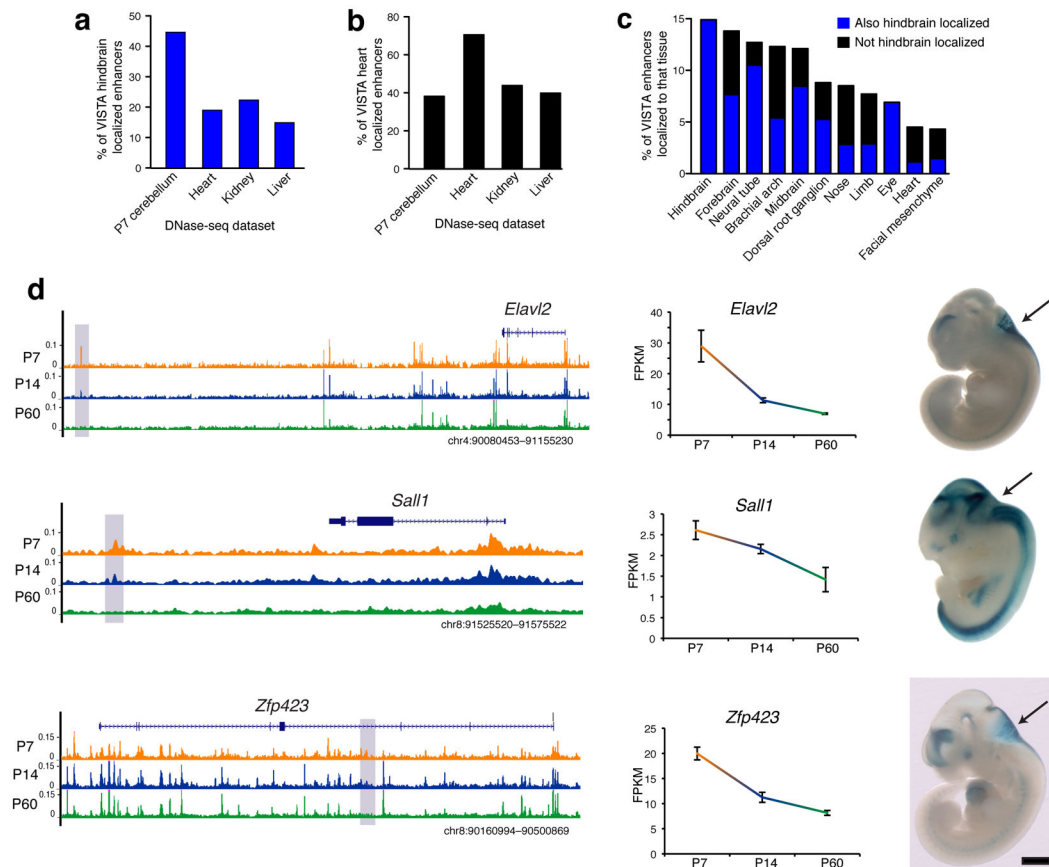 a
% of VISTA hindbrain
localized enhancers
50
40
30
20
10
0
P7 cerebellum
Heart
Kidney
Liver
DNase-seq dataset
b
% of VISTA heart
localized enhancers
80
60
40
20
0
P7 cerebellum
Heart
Kidney
Liver
DNase-seq dataset
c
% of VISTA enhancers
localized to that tissue
15
10
5
0
Also hindbrain localized
Not hindbrain localized
Hindbrain
Forebrain
Neural tube
Brachial arch
Midbrain
Dorsal root ganglion
Nose
Limb
Eye
Heart
Facial mesenchyme
d
Elavl2
P7
0.1
0
P14
0.1
0
P60
0.1
0
chr4:90080453–91155230
Elavl2
FPKM
40
35
30
25
20
15
10
5
0
P7
P14
P60
Sall1
P7
0.1
0
P14
0.1
0
P60
0.1
0
chr8:91525520–91575522
Sall1
FPKM
3
2.5
2
1.5
1
0.5
0
P7
P14
P60
Zfp423
P7
0.15
0
P14
0.15
0
P60
0.15
0
chr8:90160994–90500869
Zfp423
FPKM
25
20
15
10
5
0
P7
P14
P60